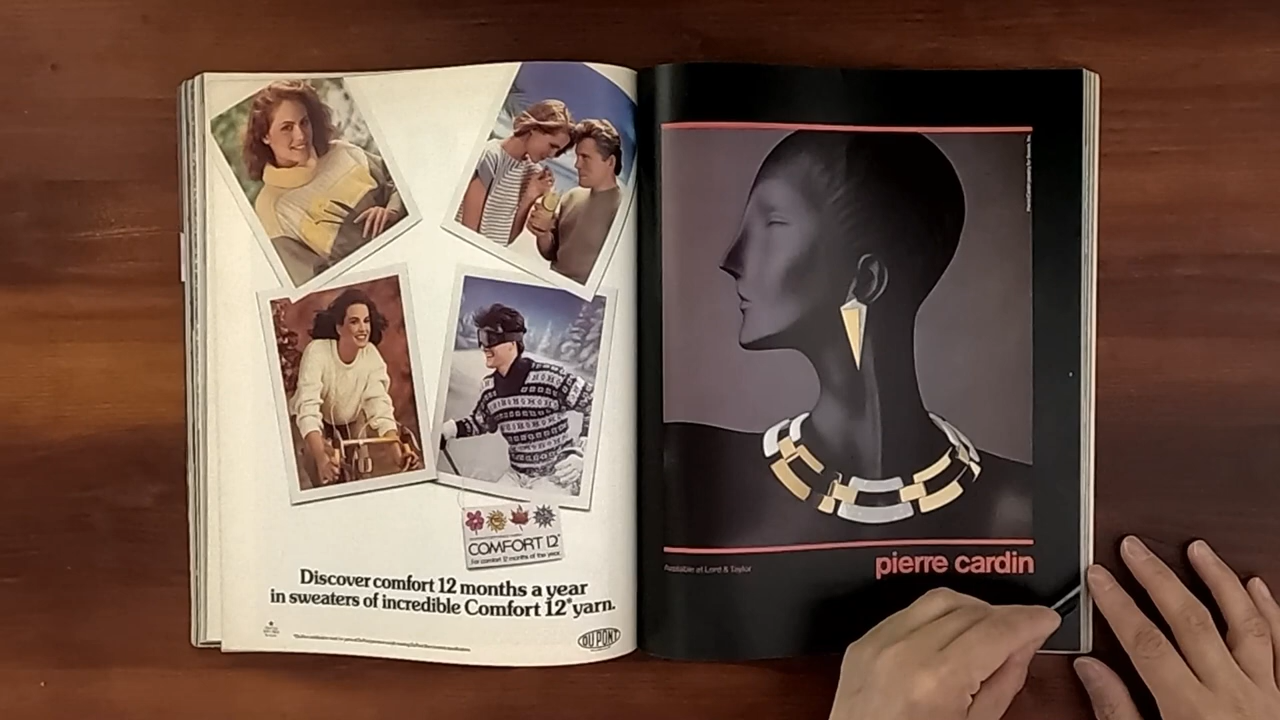 COMFORT 12®
For comfort 12 months of the year.
Discover comfort 12 months a year
in sweaters of incredible Comfort 12® yarn.
DU PONT
Available at Lord & Taylor
pierre cardin